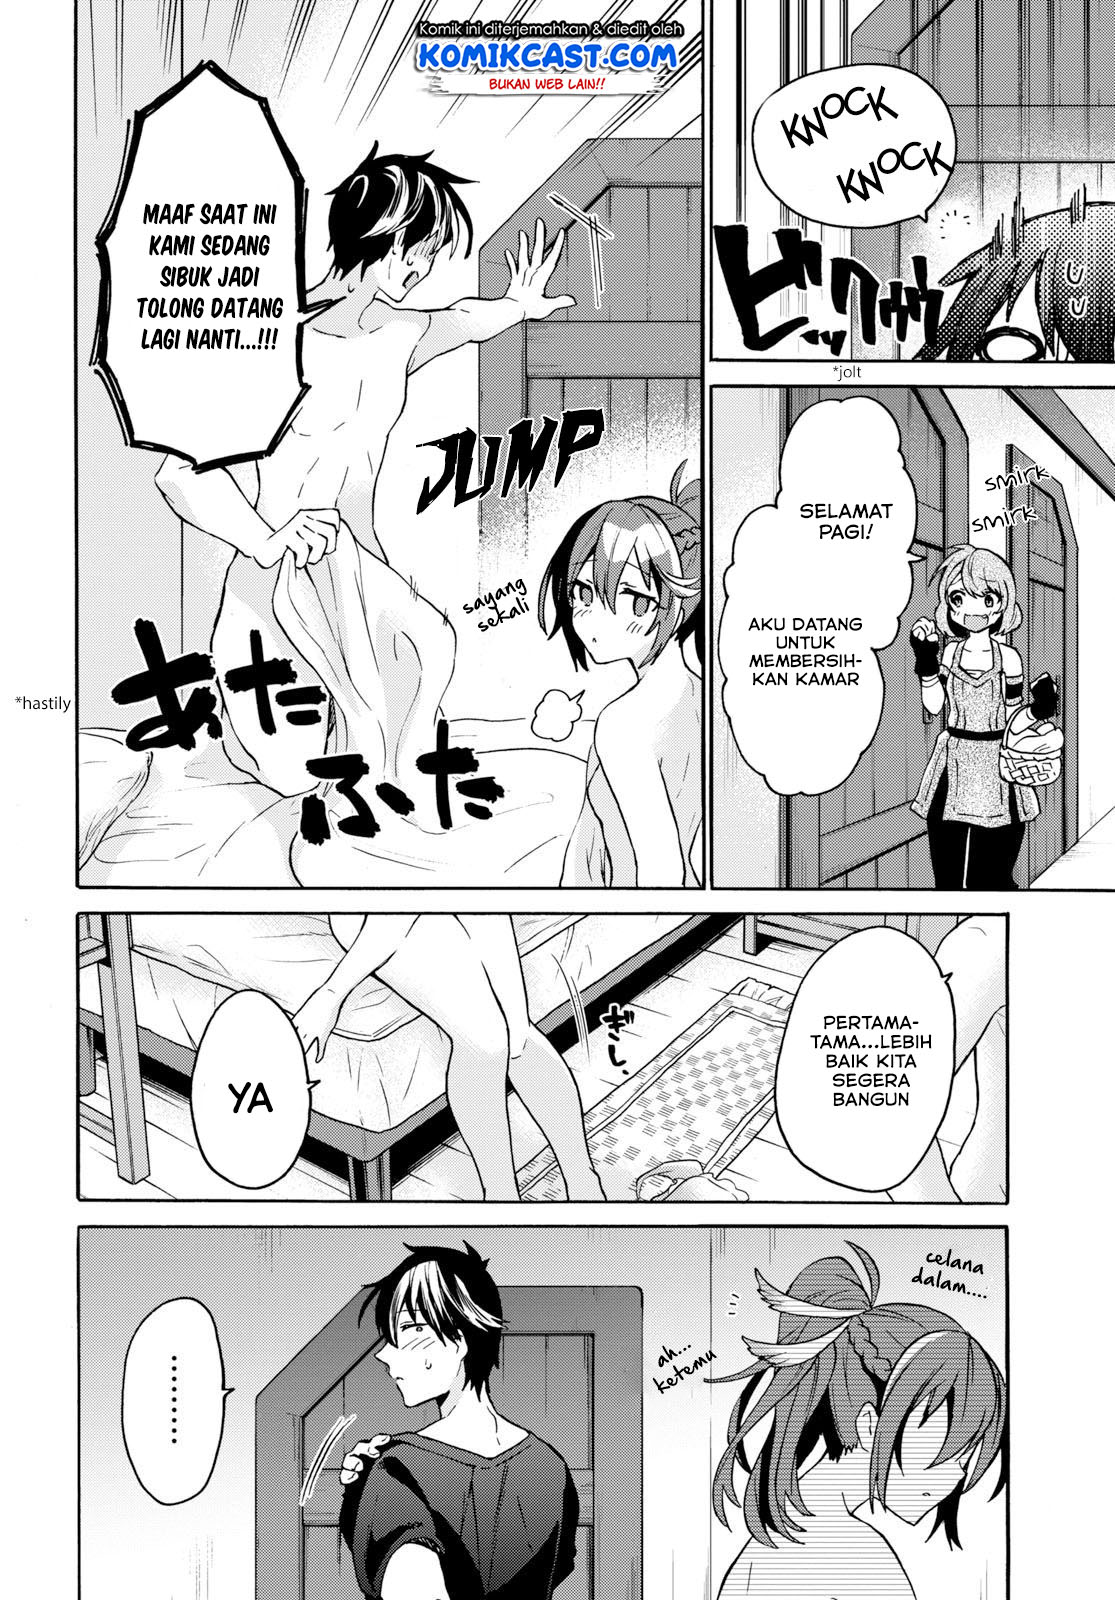 Komik ini diterjemahkan & diedit oleh
KOMIKCAST.COM
BUKAN WEB LAIN!!
KNOCK
KNOCK
ビックゥゥ
*jolt
SELAMAT
PAGI!
AKU DATANG
UNTUK
MEMBERSIH-
KAN KAMAR
smirk
smirk
MAAF SAAT INI
KAMI SEDANG
SIBUK JADI
TOLONG DATANG
LAGI NANTI...!!!
JUMP
sayang
sekali
あたふた
*hastily
PERTAMA-
TAMA...LEBIH
BAIK KITA
SEGERA
BANGUN
ぎし
YA
celana
dalam....
ah...
ketemu
.........